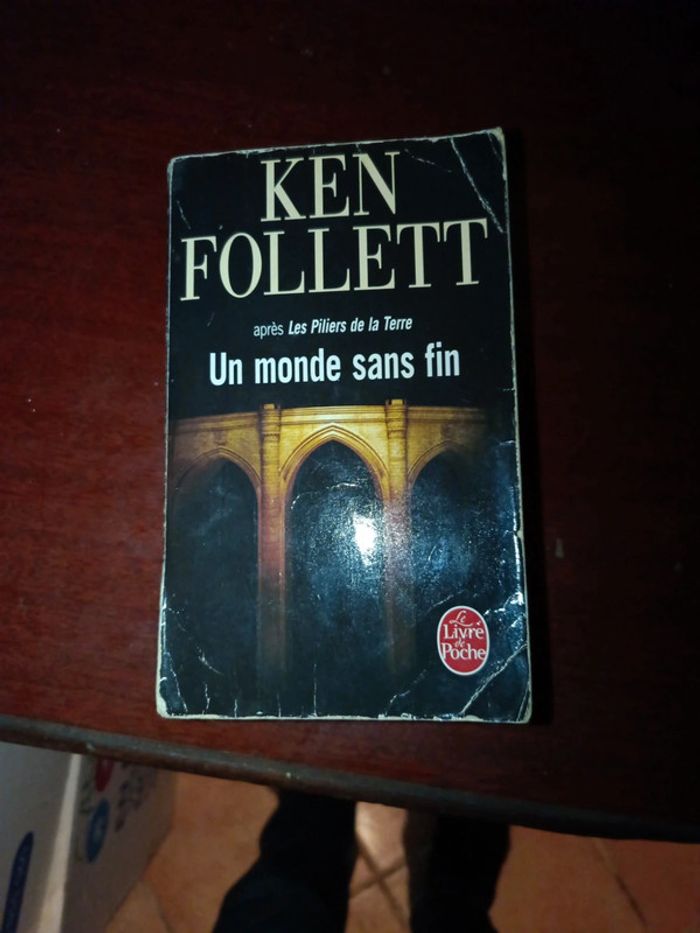 KEN
FOLLETT
après Les Piliers de la Terre
Un monde sans fin
Le
Livre
de
Poche